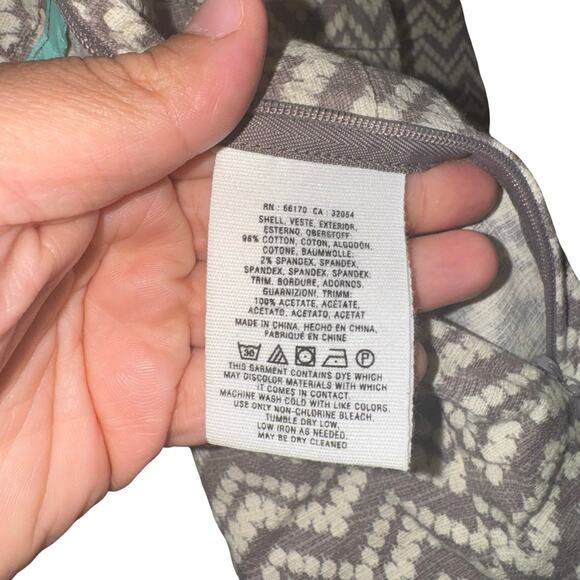 RN : 66170 CA : 32054
SHELL, VESTE, EXTERIOR,
ESTERNO, OBERSTOFF:
98% COTTON, COTON, ALGODÓN,
COTONE, BAUMWOLLE;
2% SPANDEX, SPANDEX,
SPANDEX, SPANDEX, SPANDEX
TRIM, BORDURE, ADORNOS,
GUARNIZIONI, TRIMM:
100% ACETATE, ACÉTATE,
ACETATO, ACETATO, ACETAT
MADE IN CHINA, HECHO EN CHINA,
FABRIQUÉ EN CHINE
30 P
THIS GARMENT CONTAINS DYE WHICH
MAY DISCOLOR MATERIALS WITH WHICH
IT COMES IN CONTACT.
MACHINE WASH COLD WITH LIKE COLORS.
USE ONLY NON-CHLORINE BLEACH.
TUMBLE DRY LOW.
LOW IRON AS NEEDED.
MAY BE DRY CLEANED